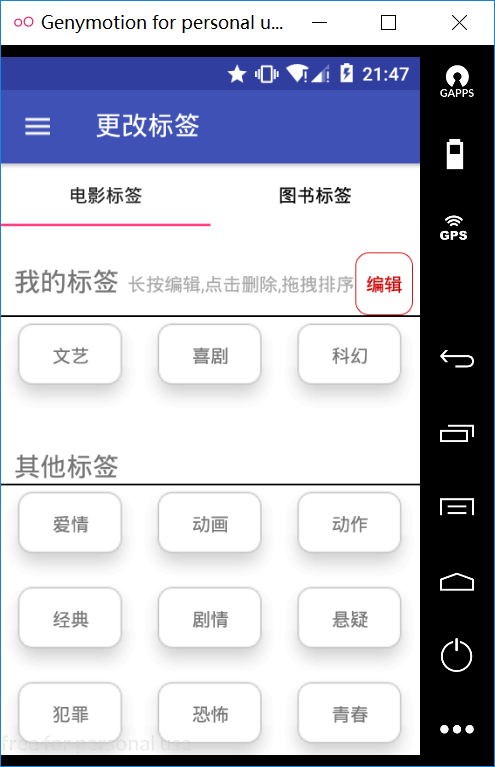 Genymotion for personal u...
GAPPS
21:47
更改标签
电影标签 图书标签
GPS
我的标签 长按编辑,点击删除,拖拽排序 编辑
文艺 喜剧 科幻
其他标签
爱情 动画 动作
经典 剧情 悬疑
犯罪 恐怖 青春
free for personal use